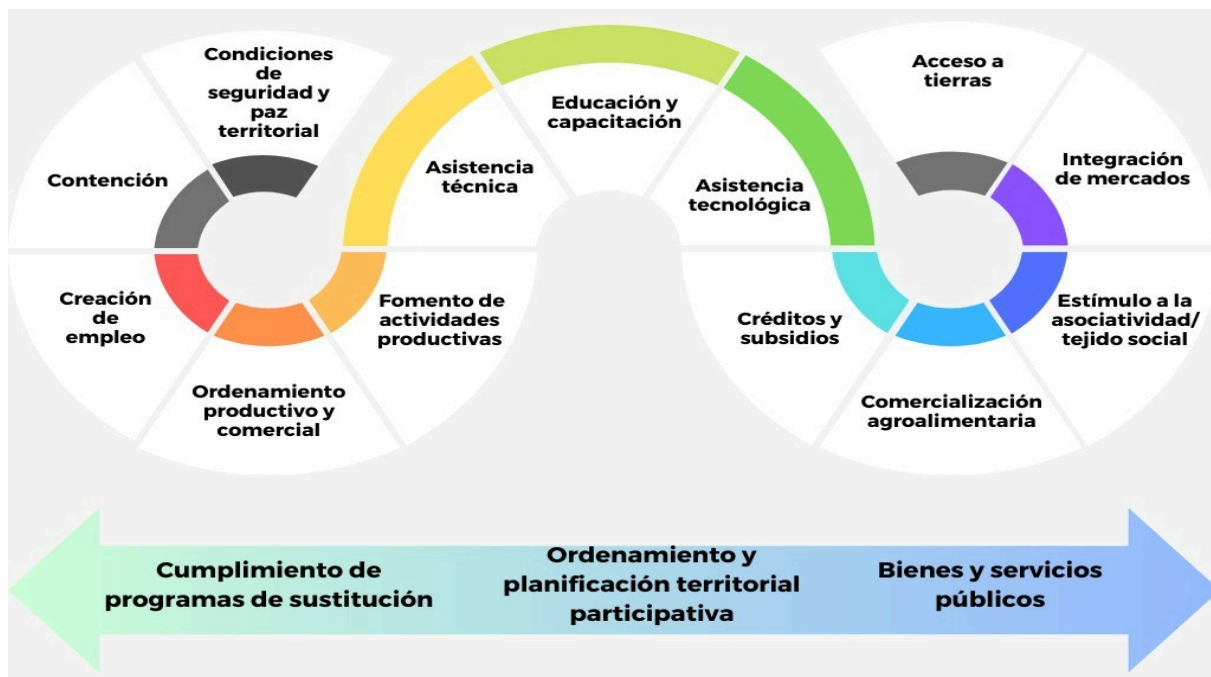 Condiciones
de
seguridad y
paz
territorial
Contención
Creación
de
empleo
Ordenamiento
productivo y
comercial
Fomento de
actividades
productivas
Asistencia
técnica
Educación y
capacitación
Asistencia
tecnológica
Créditos y
subsidios
Comercialización
agroalimentaria
Estímulo a la
asociatividad/
tejido social
Integración
de mercados
Acceso a
tierras
Cumplimiento de
programas de sustitución
Ordenamiento y
planificación territorial
participativa
Bienes y servicios
públicos